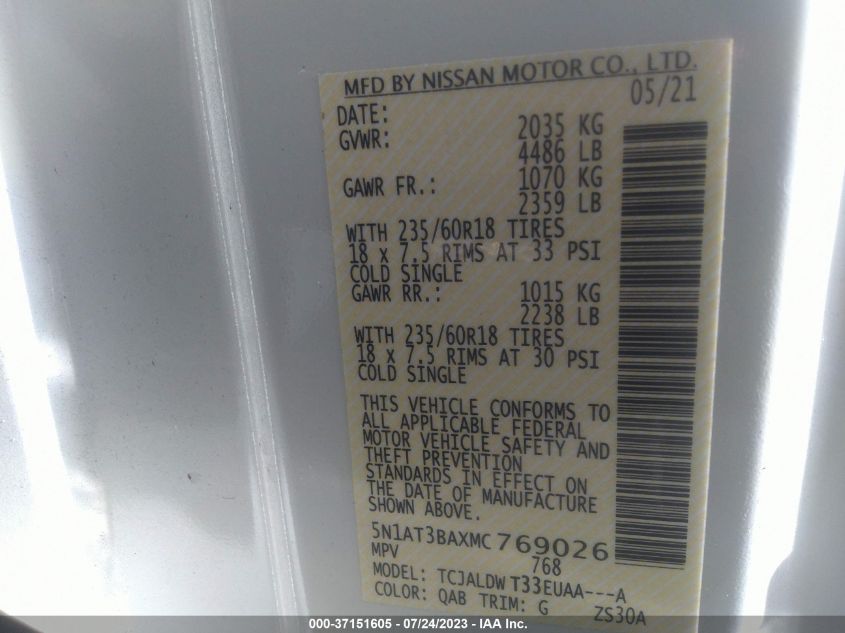 MFD BY NISSAN MOTOR CO., LTD.
DATE: 05/21
GVWR: 2035 KG
4486 LB
GAWR FR.: 1070 KG
2359 LB
WITH 235/60R18 TIRES
18 x 7.5 RIMS AT 33 PSI
COLD SINGLE
GAWR RR.: 1015 KG
2238 LB
WITH 235/60R18 TIRES
18 x 7.5 RIMS AT 30 PSI
COLD SINGLE
THIS VEHICLE CONFORMS TO
ALL APPLICABLE FEDERAL
MOTOR VEHICLE SAFETY AND
THEFT PREVENTION
STANDARDS IN EFFECT ON
THE DATE OF MANUFACTURE
SHOWN ABOVE.
5N1AT3BAXMC 769026
MPV 768
MODEL: TCJALDW T33EUAA---A
COLOR: QAB TRIM: G ZS30A
000-37151605 - 07/24/2023 - IAA Inc.